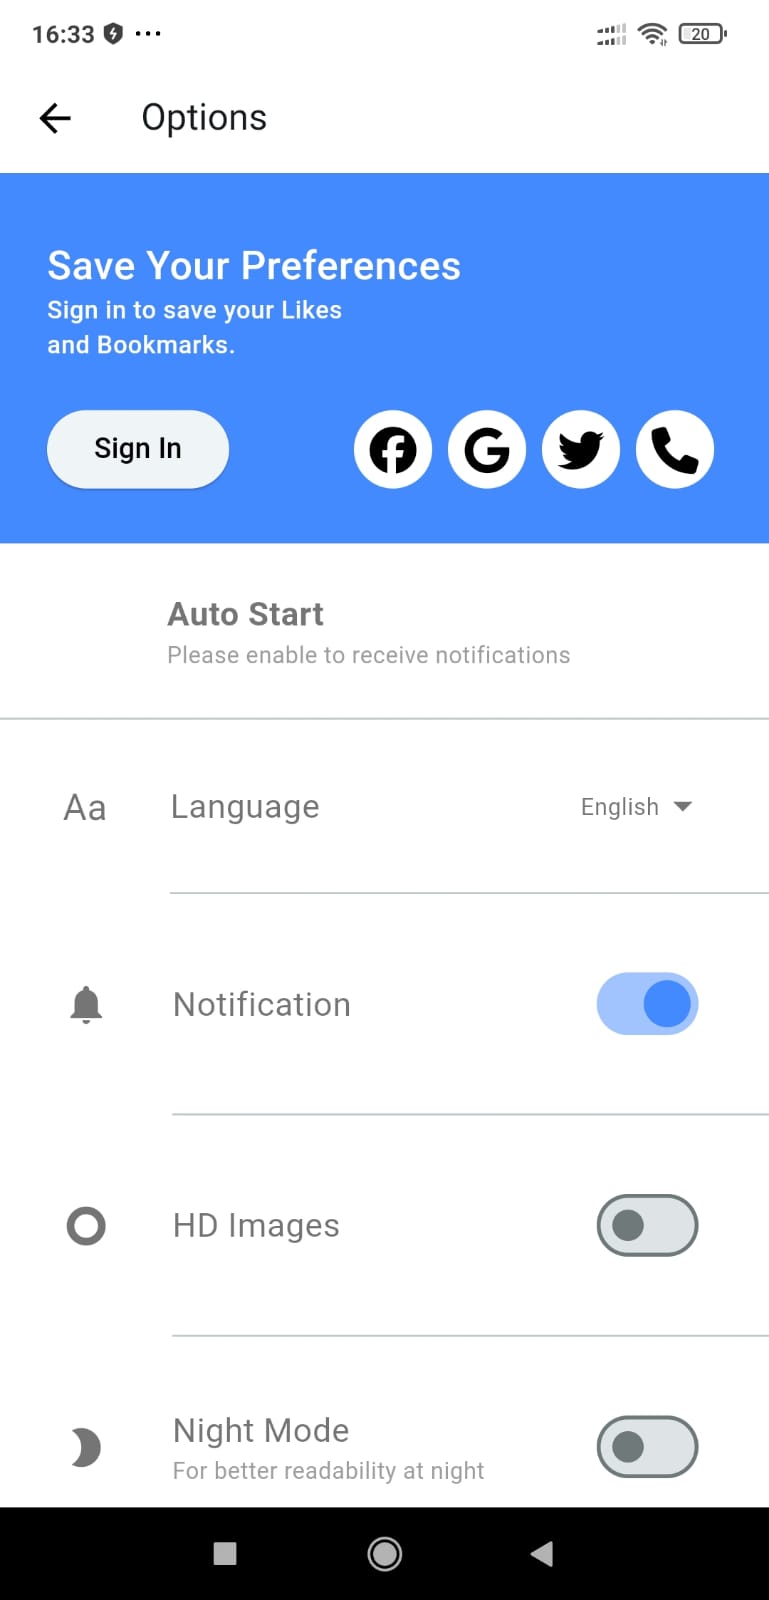 16:33
20
Options
Save Your Preferences
Sign in to save your Likes
and Bookmarks.
Sign In
Auto Start
Please enable to receive notifications
Aa Language English
Notification
HD Images
Night Mode
For better readability at night